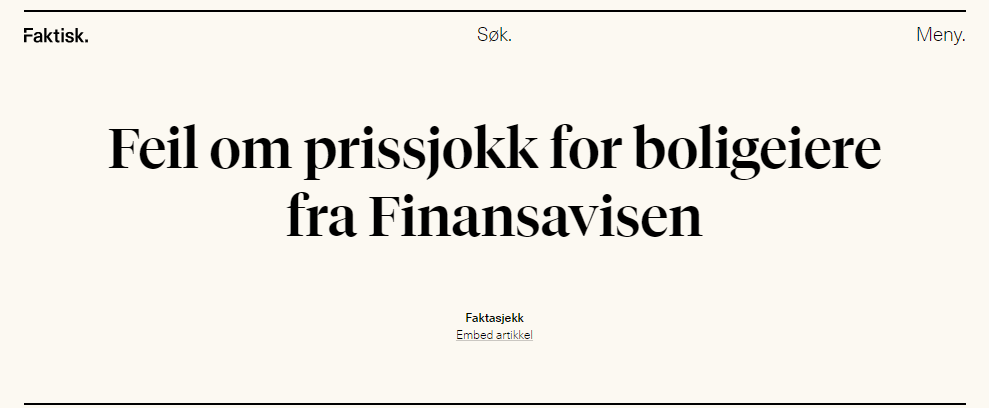 Faktisk.
Søk.
Meny.
Feil om prissjokk for boligeiere
fra Finansavisen
Faktasjekk
Embed artikkel